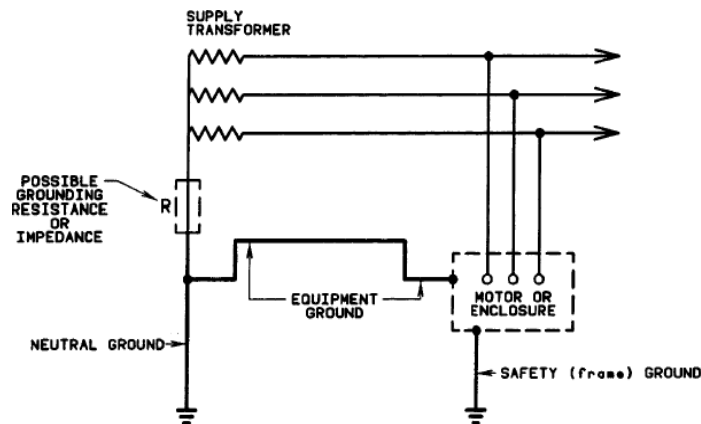 SUPPLY
TRANSFORMER
POSSIBLE
GROUNDING
RESISTANCE
OR
IMPEDANCE
R
EQUIPMENT
GROUND
MOTOR OR
ENCLOSURE
NEUTRAL GROUND
SAFETY (frame) GROUND